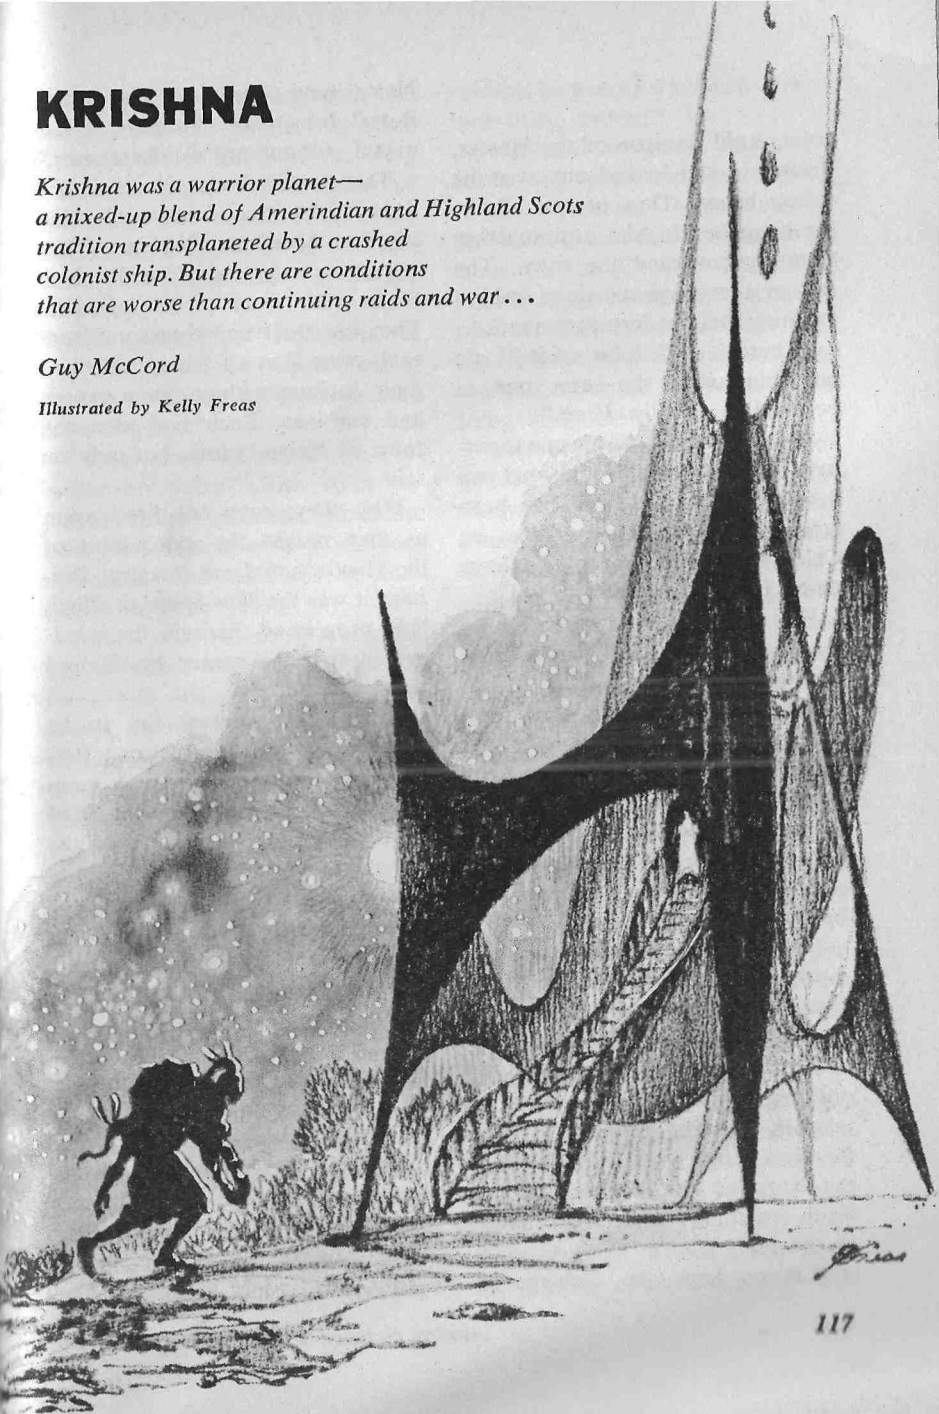 KRISHNA
Krishna was a warrior planet—
a mixed-up blend of Amerindian and Highland Scots
tradition transplaneted by a crashed
colonist ship. But there are conditions
that are worse than continuing raids and war . . .
Guy McCord
Illustrated by Kelly Freas
Freas
117